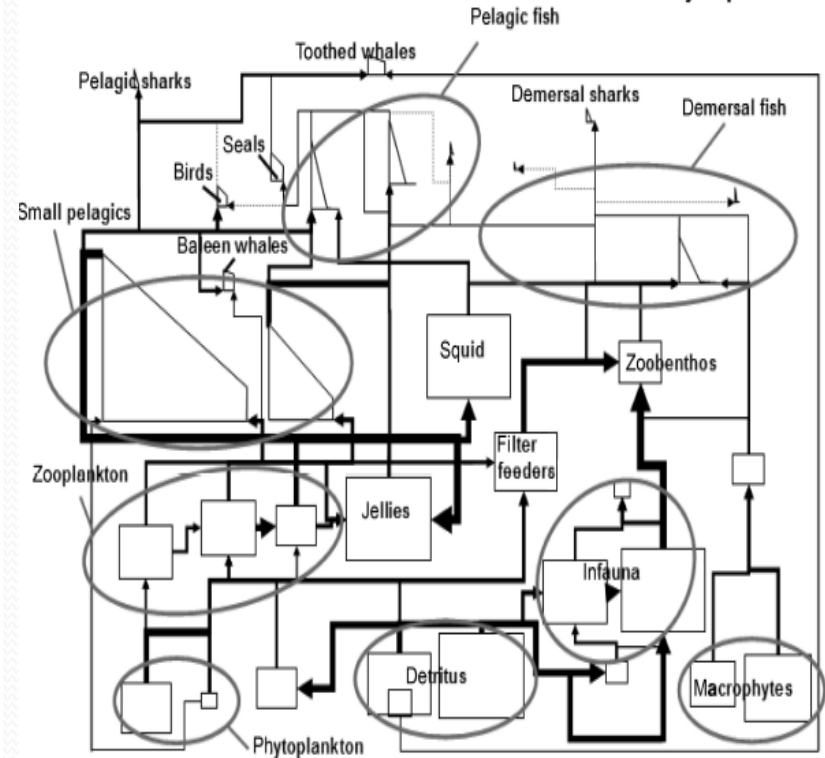 Pelagic fish
Toothed whales
Pelagic sharks
Demersal sharks
Demersal fish
Seals
Birds
Small pelagics
Baleen whales
Squid
Zoobenthos
Filter
feeders
Zooplankton
Jellies
Infauna
Detritus
Macrophytes
Phytoplankton